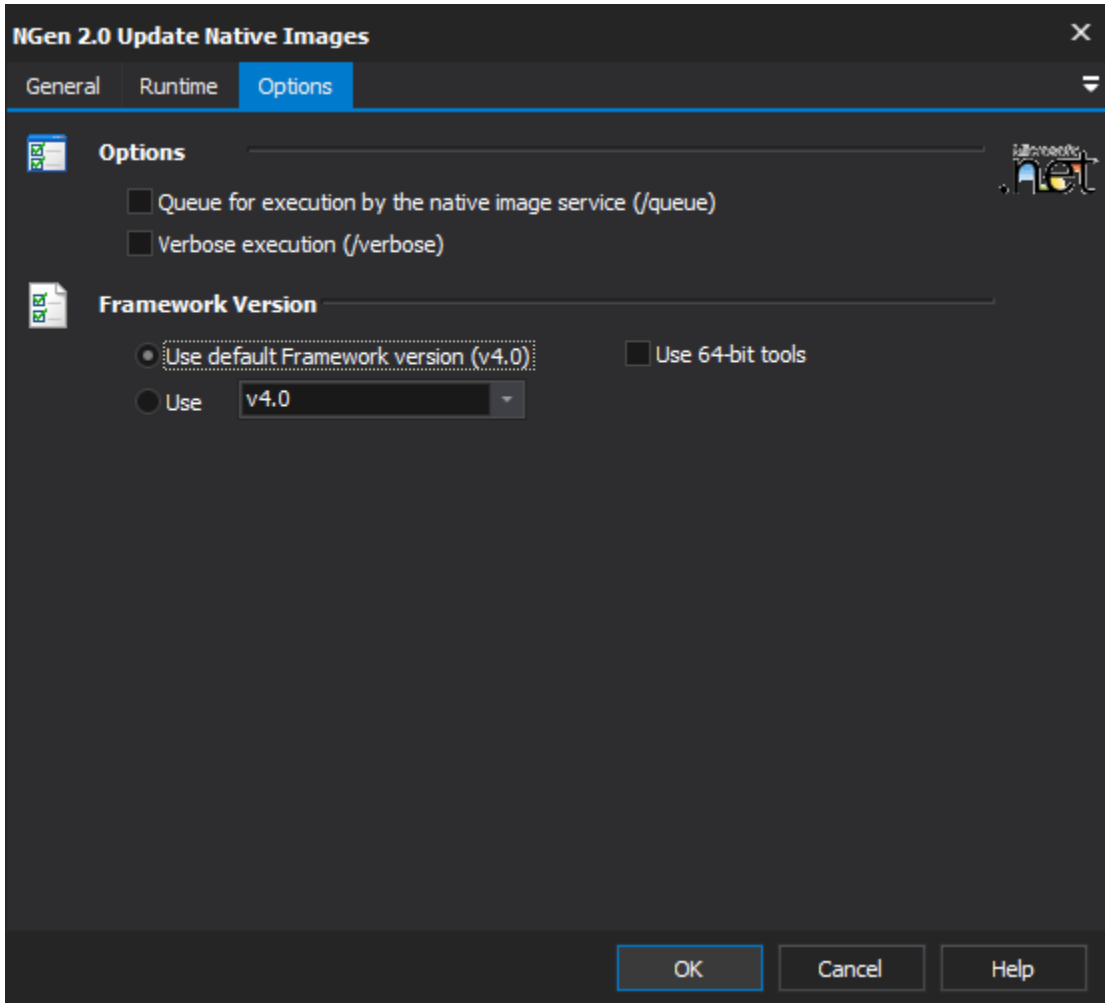 NGen 2.0 Update Native Images
General Runtime Options
Options
Microsoft
.net
Queue for execution by the native image service (/queue)
Verbose execution (/verbose)
Framework Version
Use default Framework version (v4.0) Use 64-bit tools
Use v4.0
OK Cancel Help